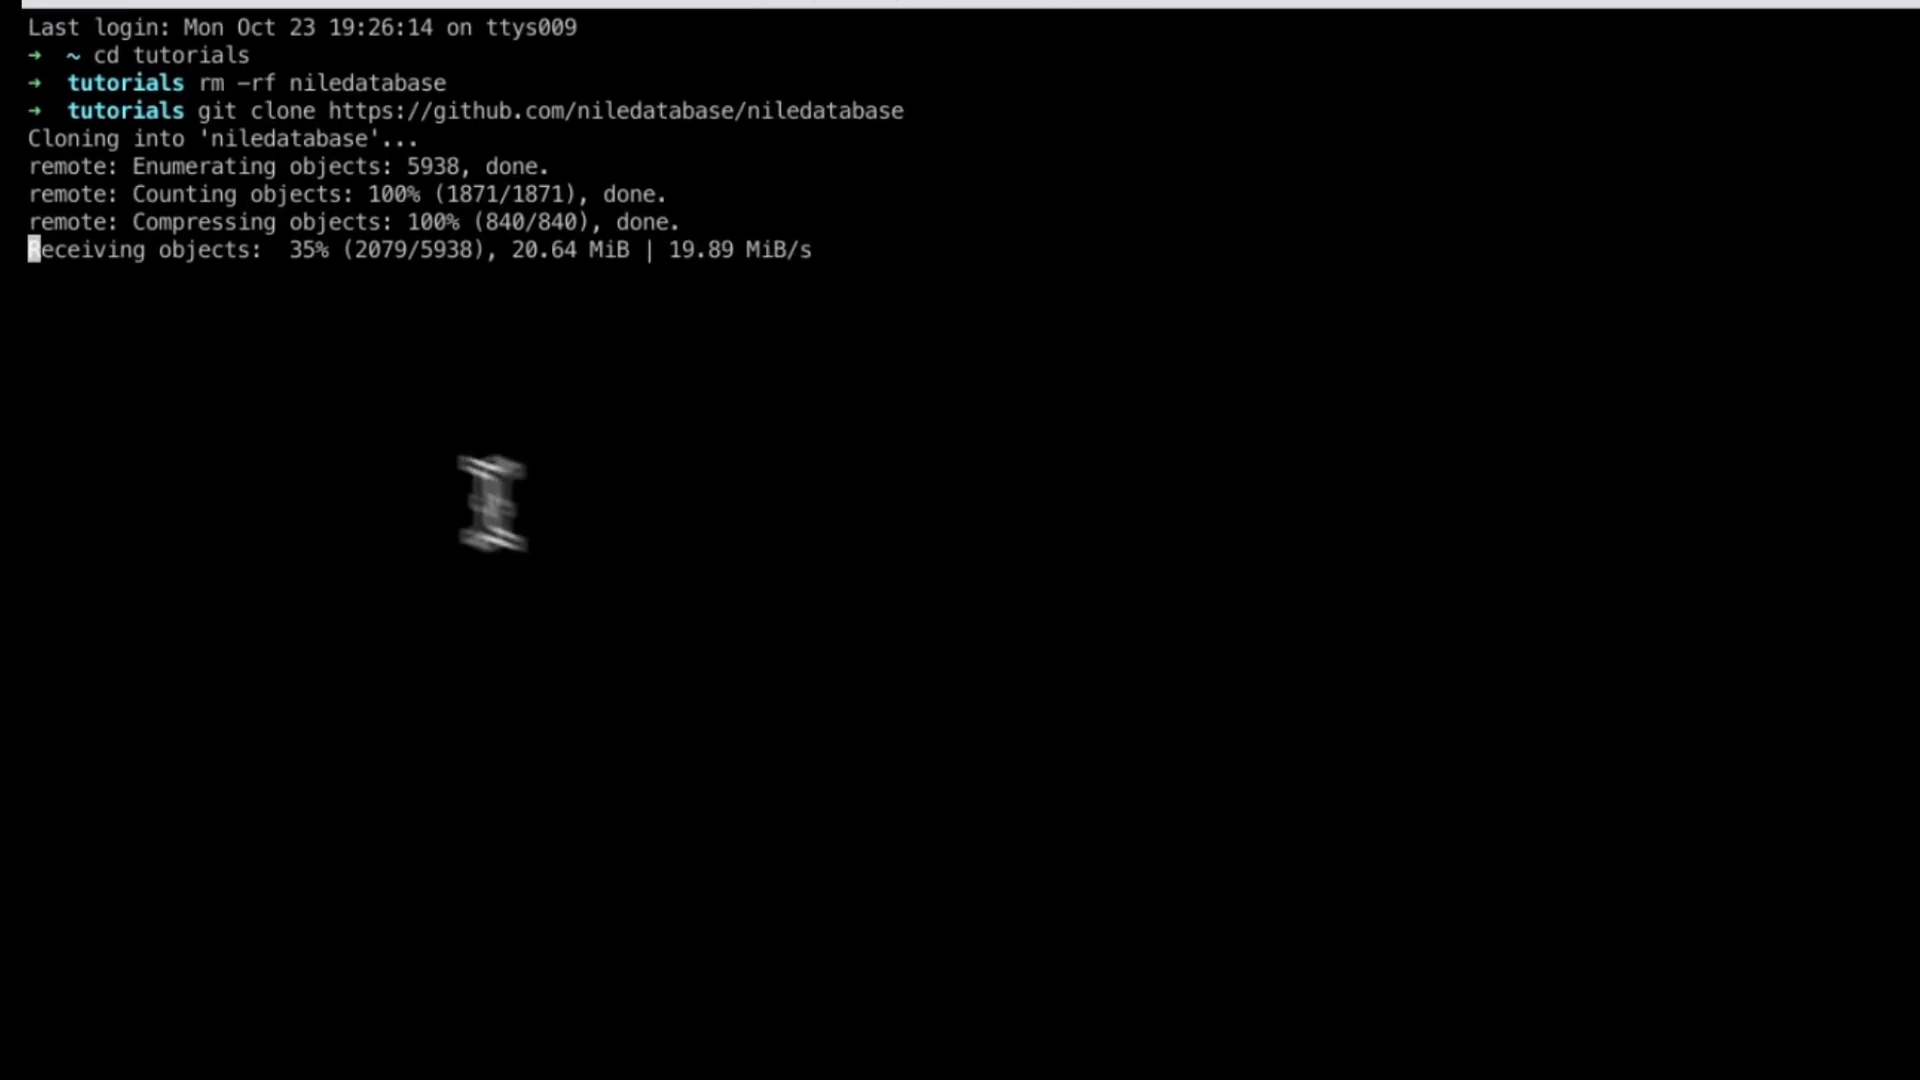 Last login: Mon Oct 23 19:26:14 on ttys009
➜  ~ cd tutorials
➜  tutorials rm -rf niledatabase
➜  tutorials git clone https://github.com/niledatabase/niledatabase
Cloning into 'niledatabase'...
remote: Enumerating objects: 5938, done.
remote: Counting objects: 100% (1871/1871), done.
remote: Compressing objects: 100% (840/840), done.
Receiving objects:  35% (2079/5938), 20.64 MiB | 19.89 MiB/s